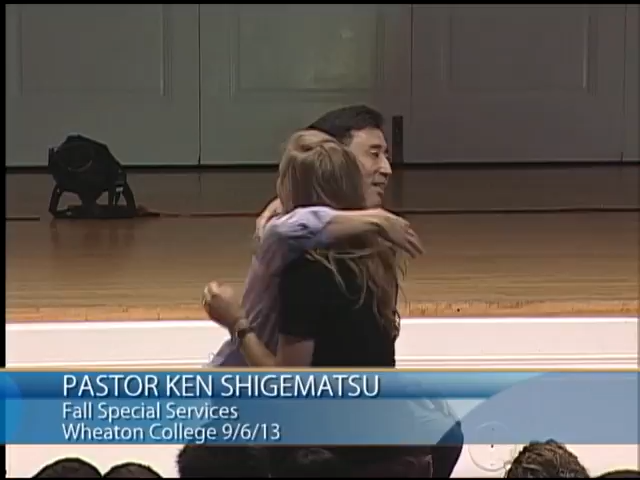 PASTOR KEN SHIGEMATSU
Fall Special Services
Wheaton College 9/6/13